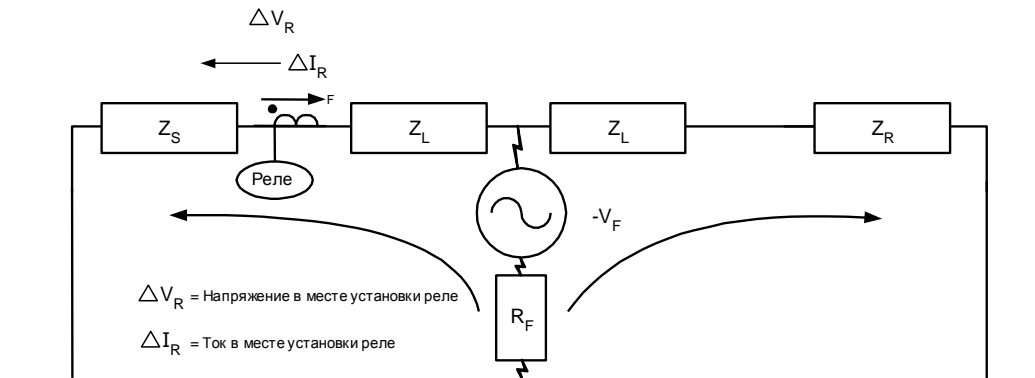 △V_R
△I_R
F
Z_S
Z_L
Z_L
Z_R
Реле
-V_F
△V_R = Напряжение в месте установки реле
R_F
△I_R = Ток в месте установки реле